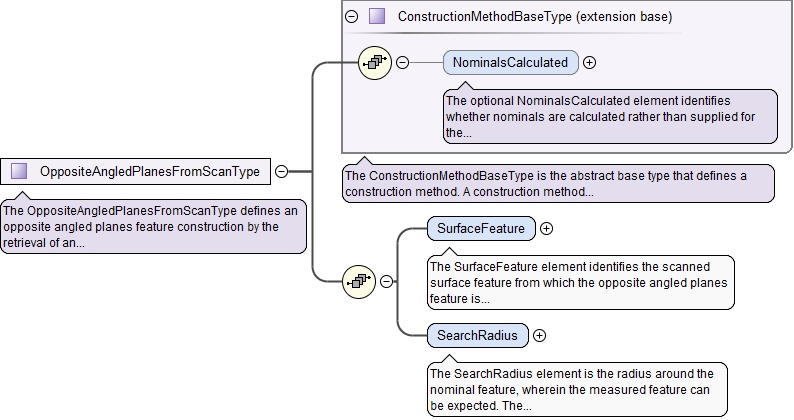 ConstructionMethodBaseType (extension base)
NominalsCalculated
The optional NominalsCalculated element identifies
whether nominals are calculated rather than supplied for
the...
The ConstructionMethodBaseType is the abstract base type that defines a
construction method. A construction method...
OppositeAngledPlanesFromScanType
The OppositeAngledPlanesFromScanType defines an
opposite angled planes feature construction by the
retrieval of an...
SurfaceFeature
The SurfaceFeature element identifies the scanned
surface feature from which the opposite angled planes
feature is...
SearchRadius
The SearchRadius element is the radius around the
nominal feature, wherein the measured feature can
be expected. The...